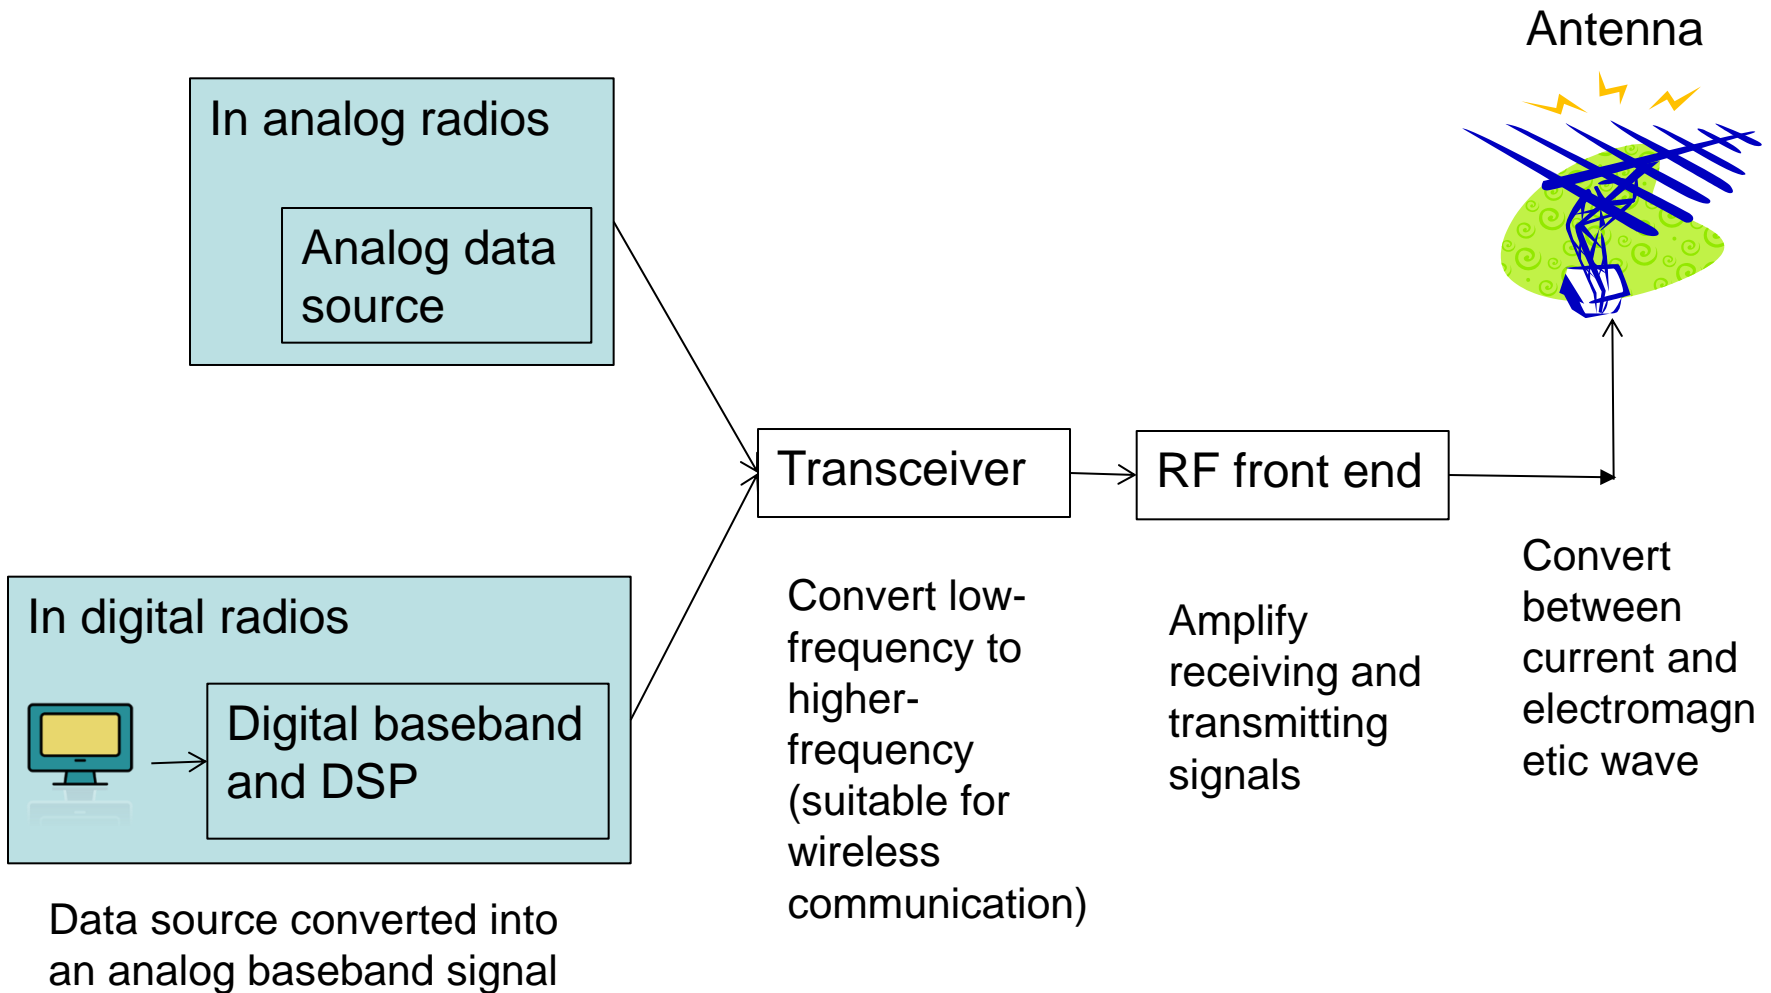 Antenna
In analog radios
Analog data
source
Transceiver
RF front end
In digital radios
Digital baseband
and DSP
Data source converted into
an analog baseband signal
Convert low-
frequency to
higher-
frequency
(suitable for
wireless
communication)
Amplify
receiving and
transmitting
signals
Convert
between
current and
electromagn
etic wave